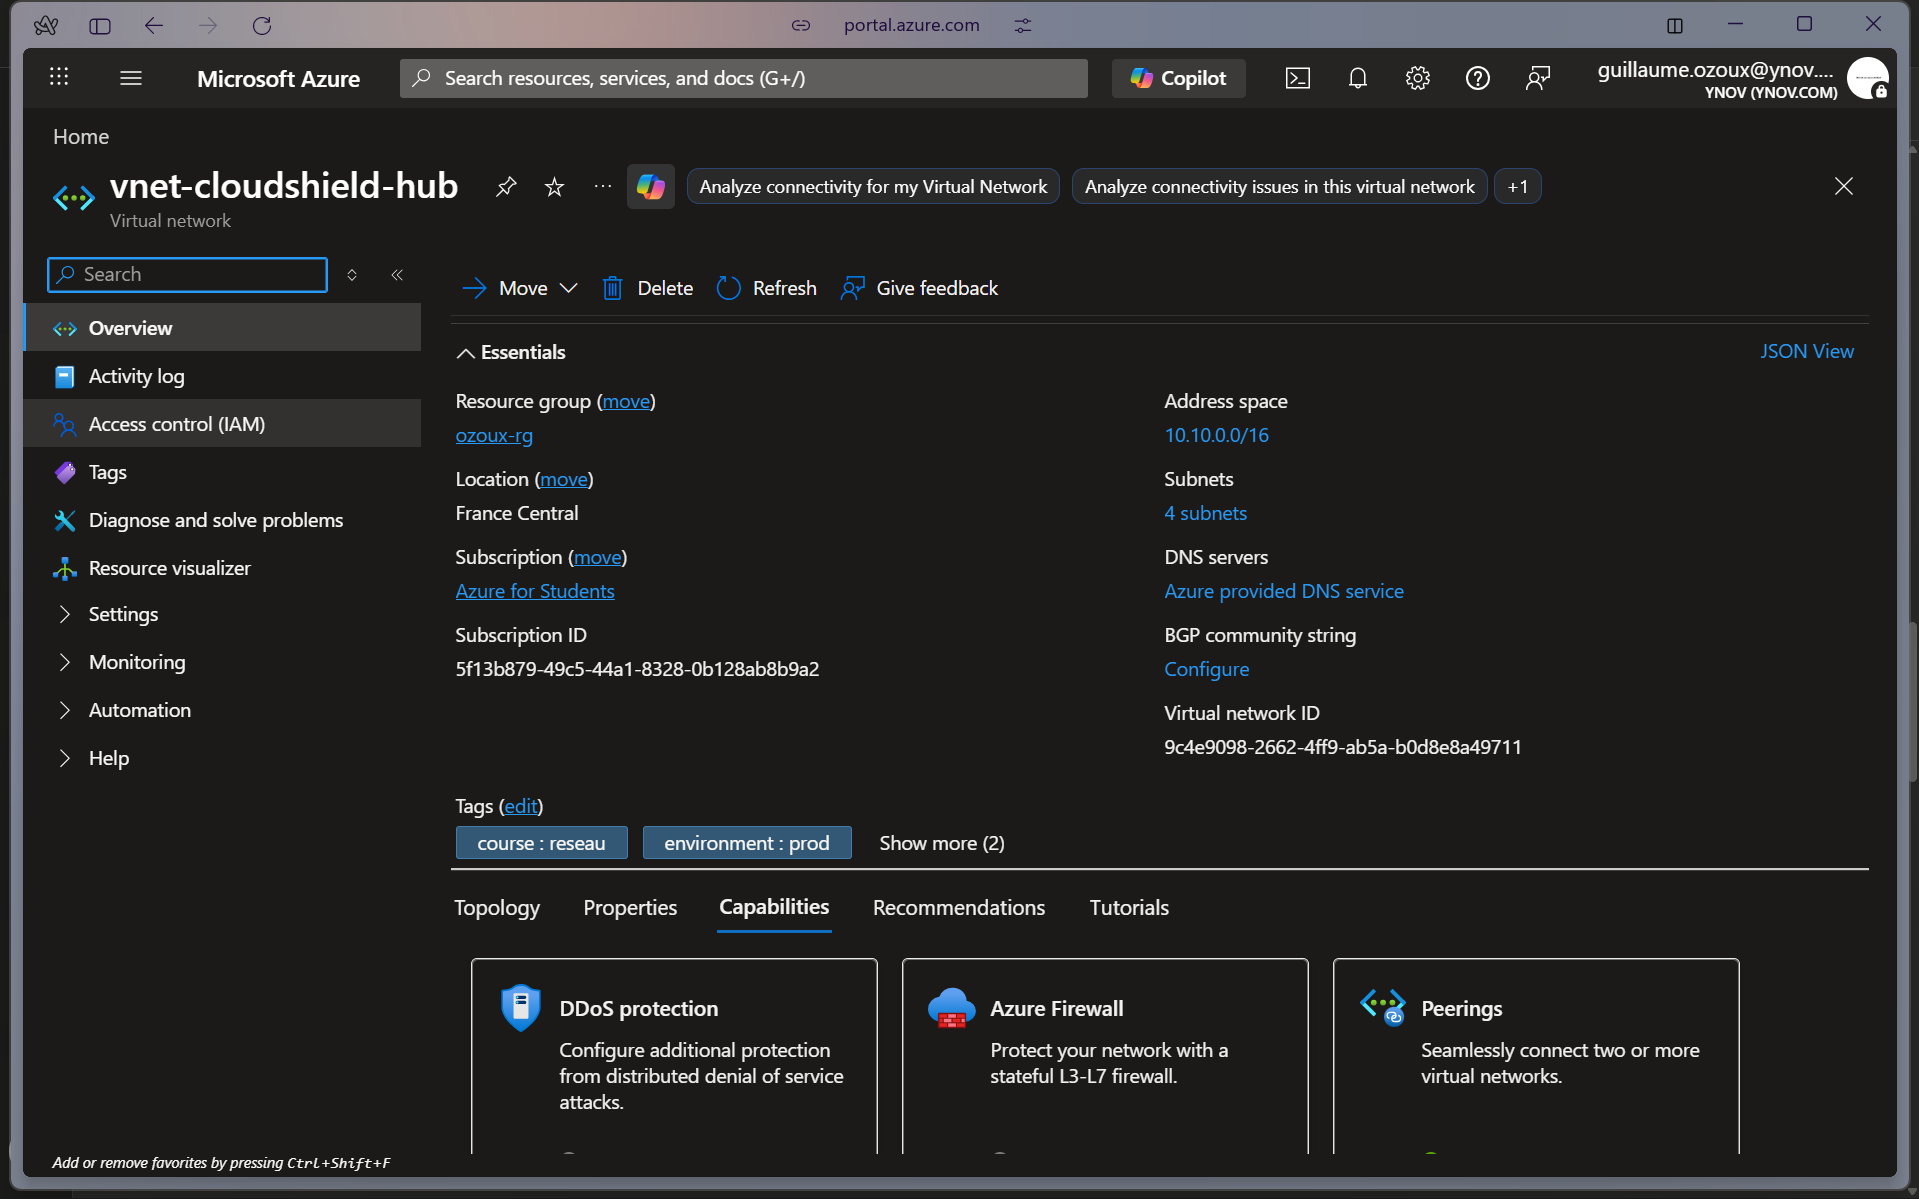 portal.azure.com
Microsoft Azure
Search resources, services, and docs (G+/)
Copilot
guillaume.ozoux@ynov....
YNOV (YNOV.COM)
Home
vnet-cloudshield-hub
Virtual network
Analyze connectivity for my Virtual Network
Analyze connectivity issues in this virtual network
+1
Search
Overview
Activity log
Access control (IAM)
Tags
Diagnose and solve problems
Resource visualizer
Settings
Monitoring
Automation
Help
Add or remove favorites by pressing Ctrl+Shift+F
Move
Delete
Refresh
Give feedback
Essentials
JSON View
Resource group (move)
ozoux-rg
Location (move)
France Central
Subscription (move)
Azure for Students
Subscription ID
5f13b879-49c5-44a1-8328-0b128ab8b9a2
Address space
10.10.0.0/16
Subnets
4 subnets
DNS servers
Azure provided DNS service
BGP community string
Configure
Virtual network ID
9c4e9098-2662-4ff9-ab5a-b0d8e8a49711
Tags (edit)
course : reseau
environment : prod
Show more (2)
Topology
Properties
Capabilities
Recommendations
Tutorials
DDoS protection
Configure additional protection
from distributed denial of service
attacks.
Azure Firewall
Protect your network with a
stateful L3-L7 firewall.
Peerings
Seamlessly connect two or more
virtual networks.